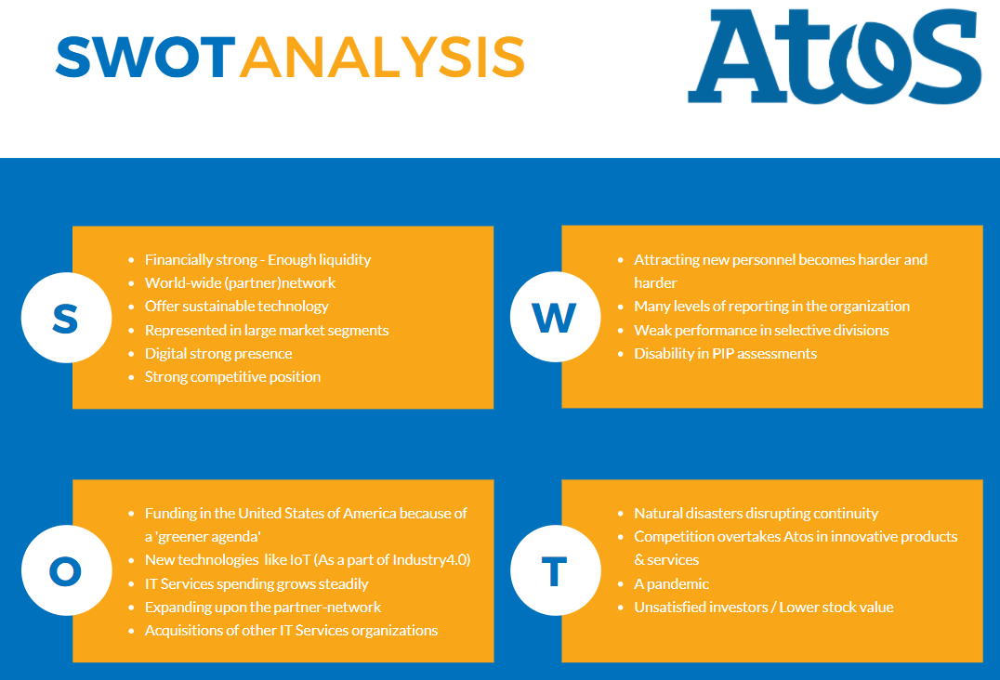 SWOT ANALYSIS
Atos
S
• Financially strong - Enough liquidity
• World-wide (partner)network
• Offer sustainable technology
• Represented in large market segments
• Digital strong presence
• Strong competitive position
W
• Attracting new personnel becomes harder and
harder
• Many levels of reporting in the organization
• Weak performance in selective divisions
• Disability in PIP assessments
O
• Funding in the United States of America because of
a 'greener agenda'
• New technologies like IoT (As a part of Industry4.0)
• IT Services spending grows steadily
• Expanding upon the partner-network
• Acquisitions of other IT Services organizations
T
• Natural disasters disrupting continuity
• Competition overtakes Atos in innovative products
& services
• A pandemic
• Unsatisfied investors / Lower stock value